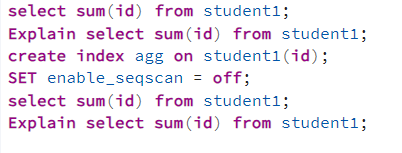 select sum(id) from student1;
Explain select sum(id) from student1;
create index agg on student1(id);
SET enable_seqscan = off;
select sum(id) from student1;
Explain select sum(id) from student1;